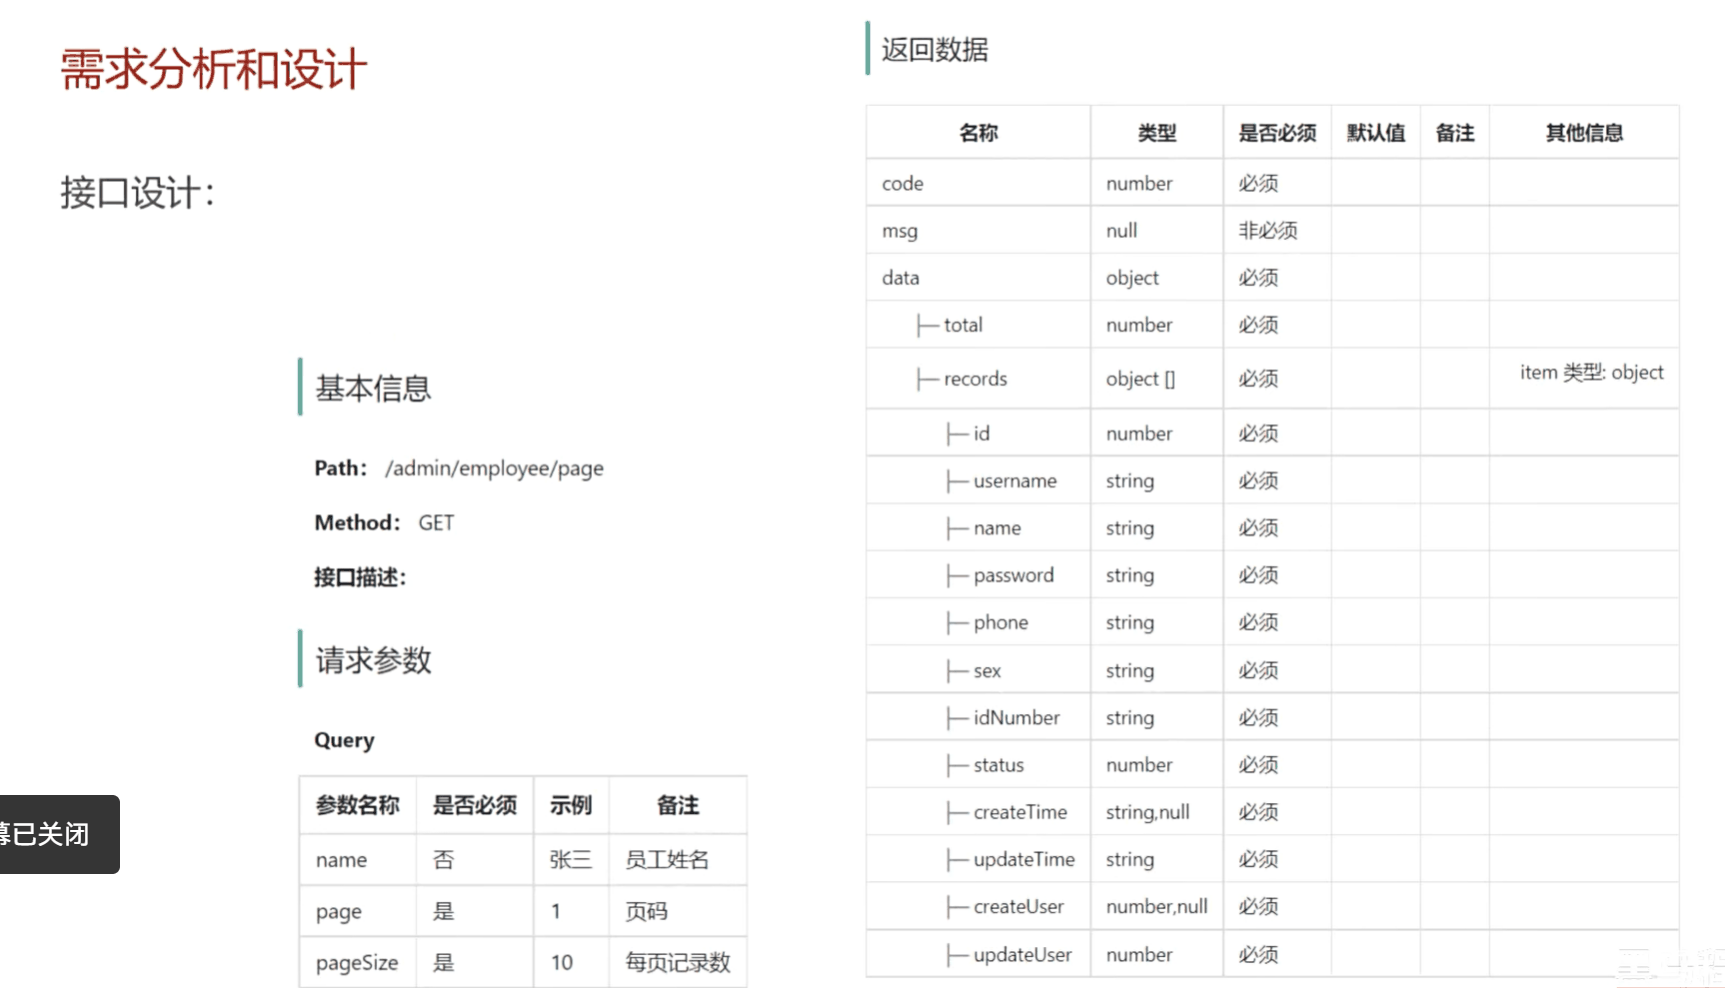 需求分析和设计
接口设计：
基本信息
Path： /admin/employee/page
Method： GET
接口描述：
请求参数
Query
参数名称 是否必须 示例 备注
name 否 张三 员工姓名
page 是 1 页码
pageSize 是 10 每页记录数
幕已关闭
返回数据
名称 类型 是否必须 默认值 备注 其他信息
code number 必须
msg null 非必须
data object 必须
├─ total number 必须
├─ records object [] 必须 item 类型: object
├─ id number 必须
├─ username string 必须
├─ name string 必须
├─ password string 必须
├─ phone string 必须
├─ sex string 必须
├─ idNumber string 必须
├─ status number 必须
├─ createTime string,null 必须
├─ updateTime string 必须
├─ createUser number,null 必须
├─ updateUser number 必须